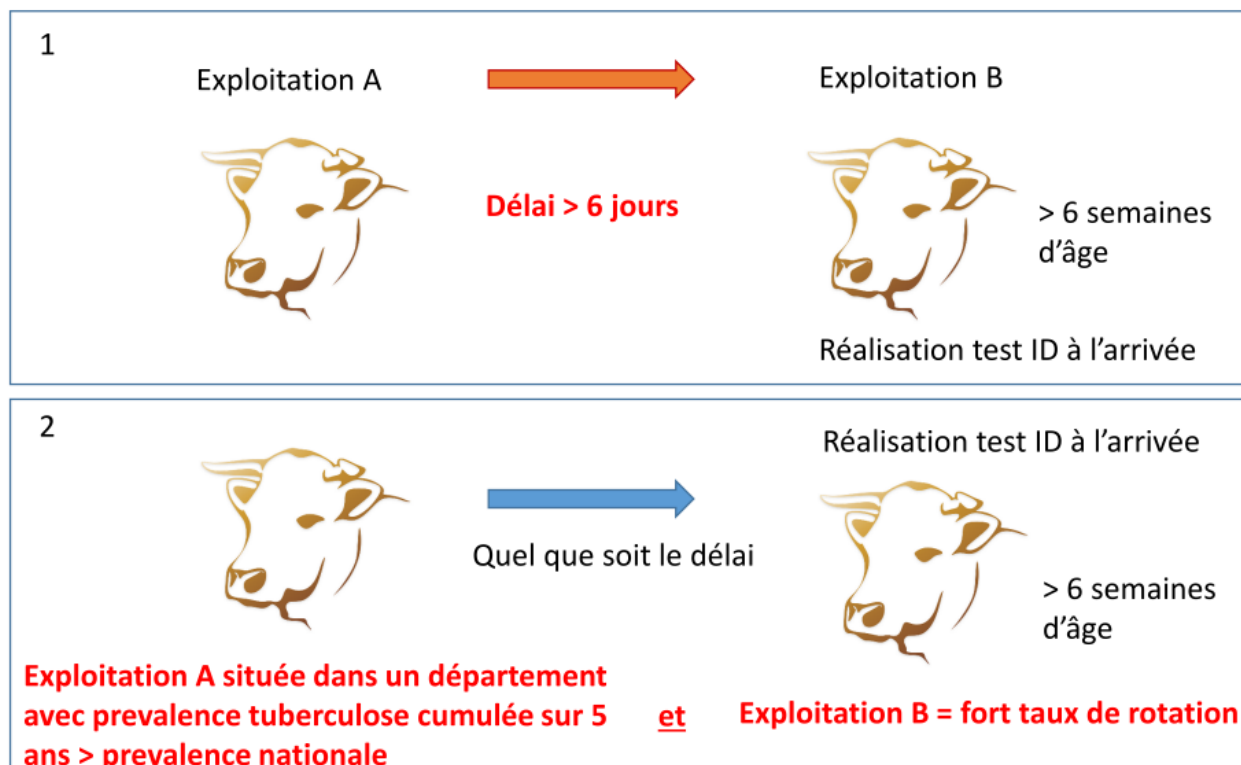 1
Exploitation A
Exploitation B
Délai > 6 jours
> 6 semaines
d'âge
Réalisation test ID à l'arrivée
2
Réalisation test ID à l'arrivée
Quel que soit le délai
> 6 semaines
d'âge
Exploitation A située dans un département
avec prevalence tuberculose cumulée sur 5
ans > prevalence nationale
et
Exploitation B = fort taux de rotation